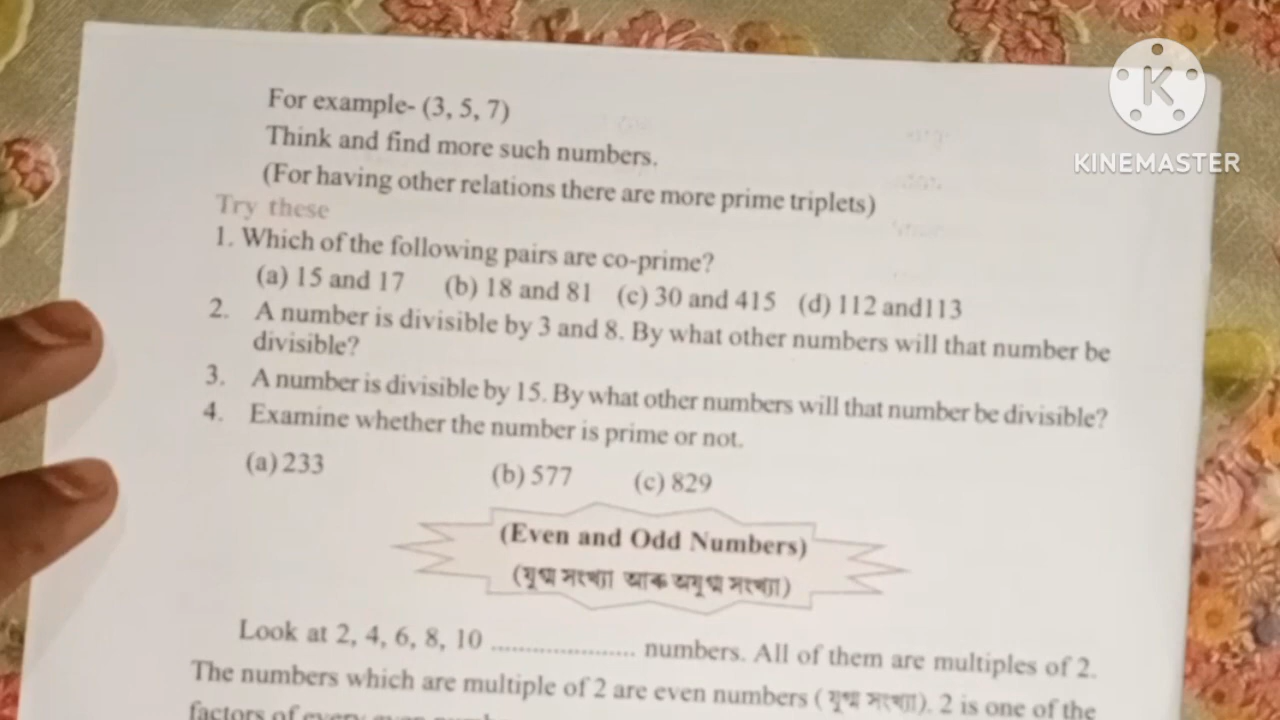 For example- (3, 5, 7)
Think and find more such numbers.
(For having other relations there are more prime triplets)
Try these
1. Which of the following pairs are co-prime?
(a) 15 and 17 (b) 18 and 81 (c) 30 and 415 (d) 112 and113
2. A number is divisible by 3 and 8. By what other numbers will that number be
divisible?
3. A number is divisible by 15. By what other numbers will that number be divisible?
4. Examine whether the number is prime or not.
(a) 233 (b) 577 (c) 829
(Even and Odd Numbers)
(যুগ্ম সংখ্যা আৰু অযুগ্ম সংখ্যা)
Look at 2, 4, 6, 8, 10 ..................... numbers. All of them are multiples of 2.
The numbers which are multiple of 2 are even numbers (যুগ্ম সংখ্যা). 2 is one of the
factors of every even
K
KINEMASTER